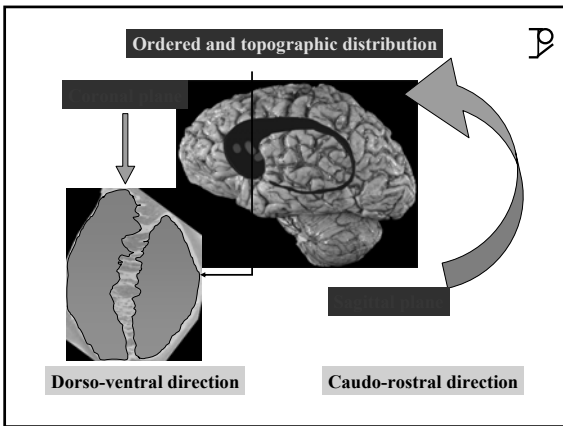 Ordered and topographic distribution
Coronal plane
Sagittal plane
Dorso-ventral direction
Caudo-rostral direction